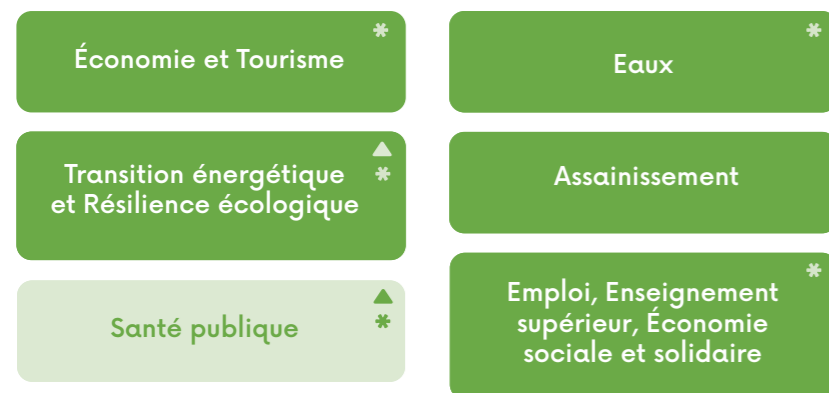 Économie et Tourisme *
Transition énergétique ▲
et Résilience écologique *
Santé publique ▲ *
Eaux *
Assainissement
Emploi, Enseignement *
supérieur, Économie
sociale et solidaire